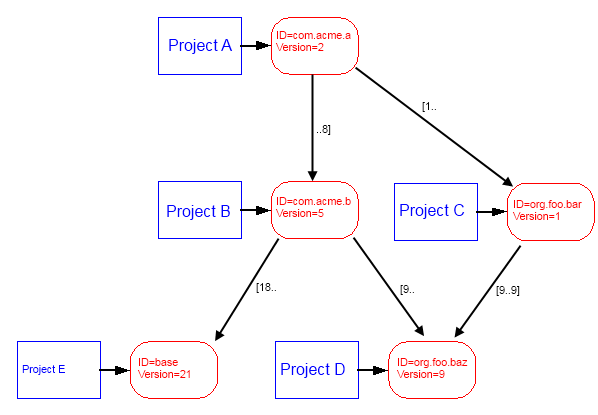 Project A
ID=com.acme.a
Version=2
[1..
..8]
Project B
ID=com.acme.b
Version=5
Project C
ID=org.foo.bar
Version=1
[18..
[9..
[9..9]
Project E
ID=base
Version=21
Project D
ID=org.foo.baz
Version=9